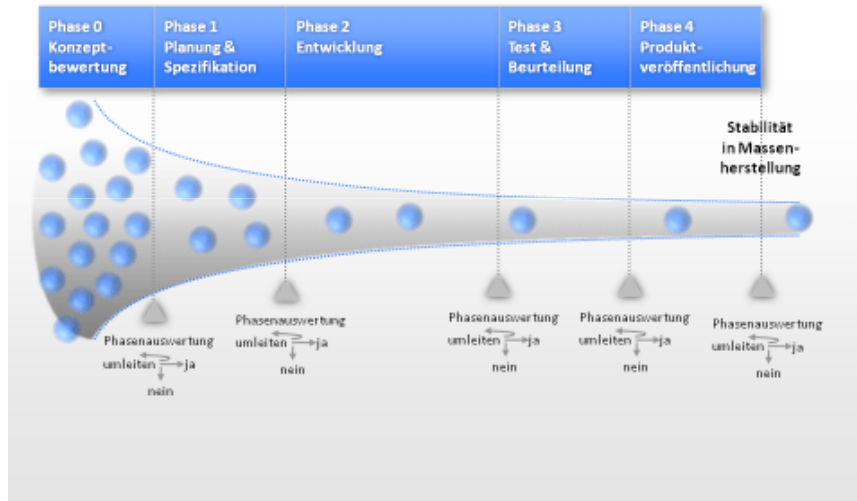 Phase 0
Konzept-
bewertung
Phase 1
Planung &
Spezifikation
Phase 2
Entwicklung
Phase 3
Test &
Beurteilung
Phase 4
Produkt-
veröffentlichung
Stabilität
in Massen-
herstellung
Phasenauswertung
umleiten ja
nein
Phasenauswertung
umleiten ja
nein
Phasenauswertung
umleiten ja
nein
Phasenauswertung
umleiten ja
nein
Phasenauswertung
umleiten ja
nein